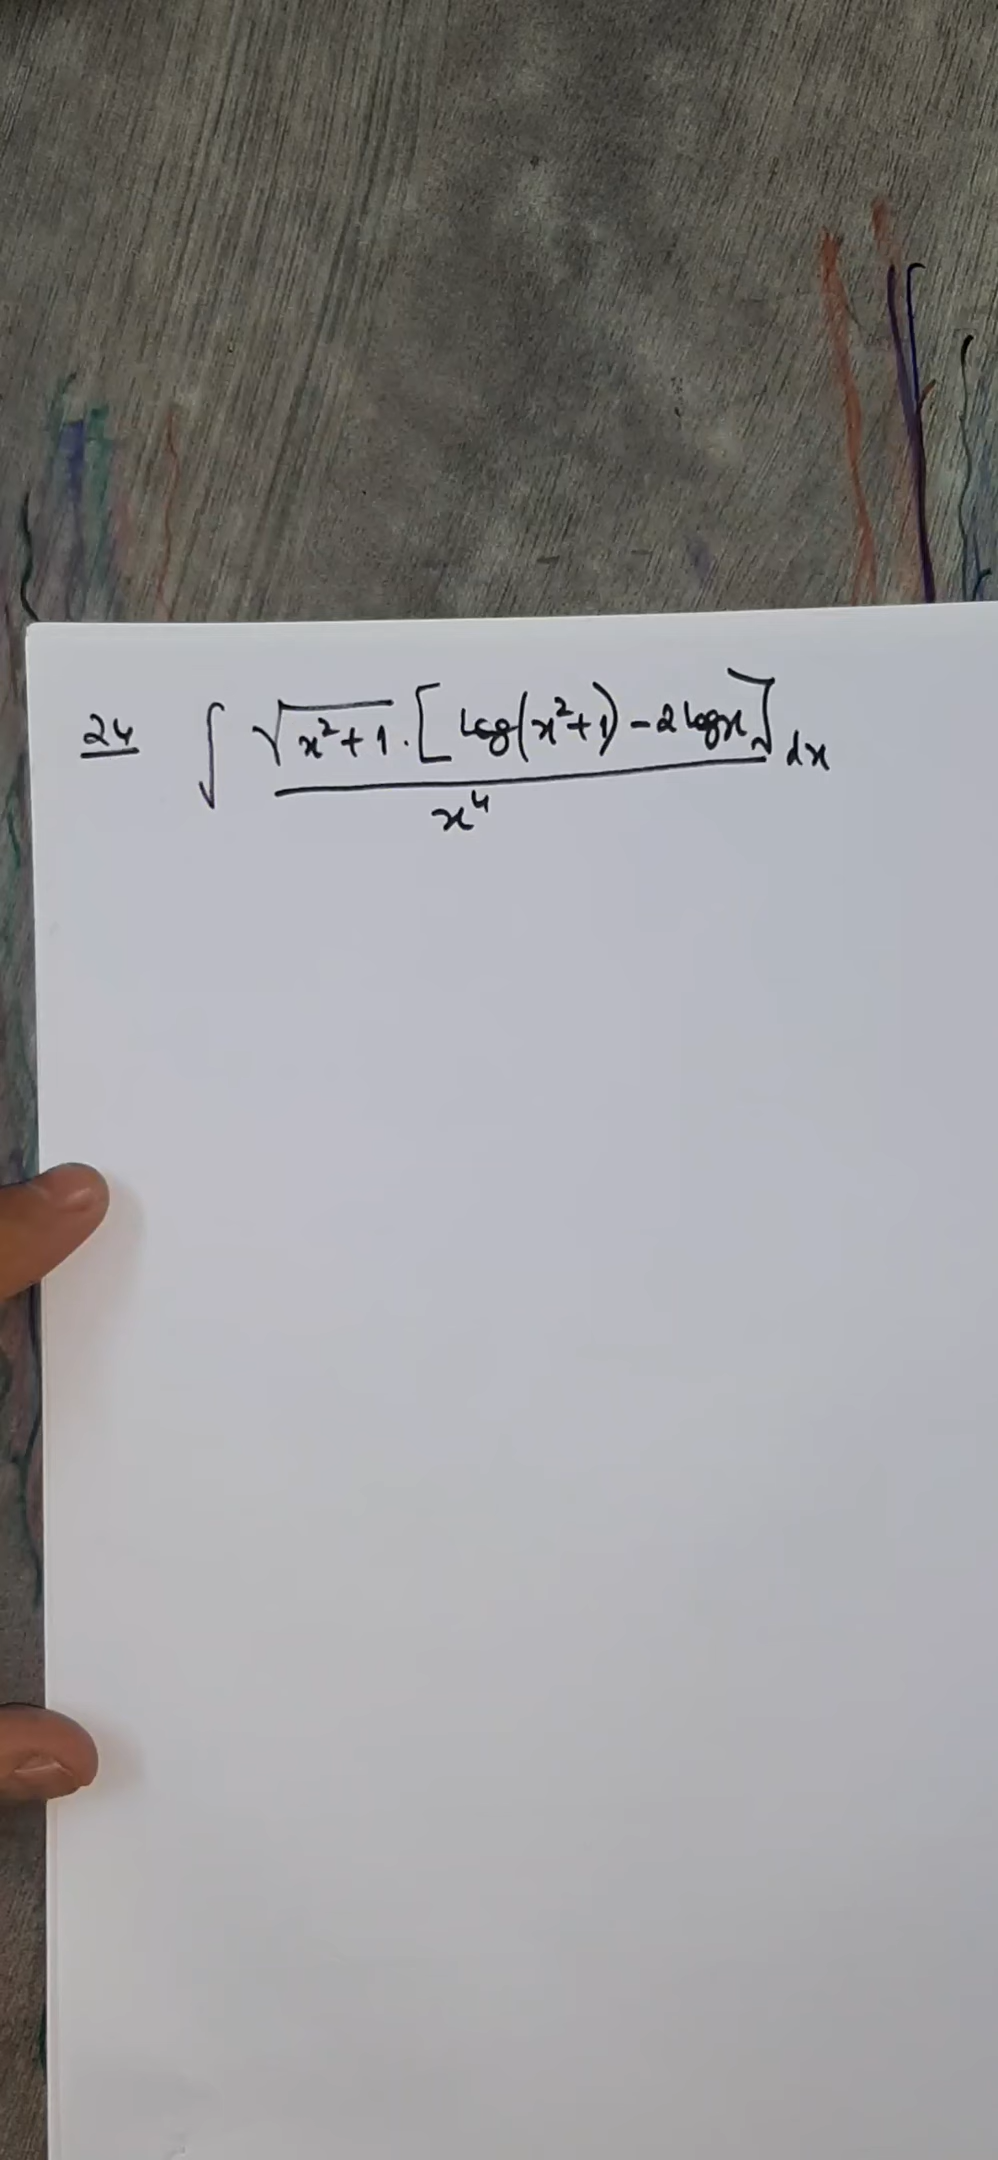 24 ∫ √(x²+1) · [log(x²+1) - 2 log x] dx
x⁴